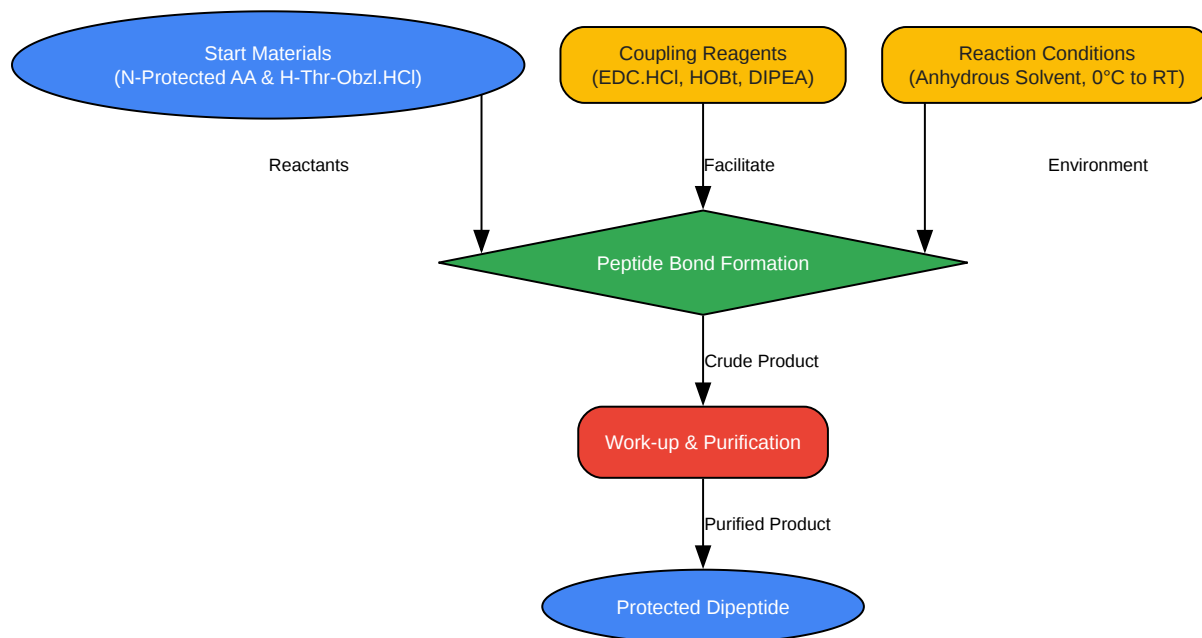 Start Materials
(N-Protected AA & H-Thr-Obzl.HCl)
Coupling Reagents
(EDC.HCl, HOBt, DIPEA)
Reaction Conditions
(Anhydrous Solvent, 0°C to RT)
Reactants
Facilitate
Environment
Peptide Bond Formation
Crude Product
Work-up & Purification
Purified Product
Protected Dipeptide